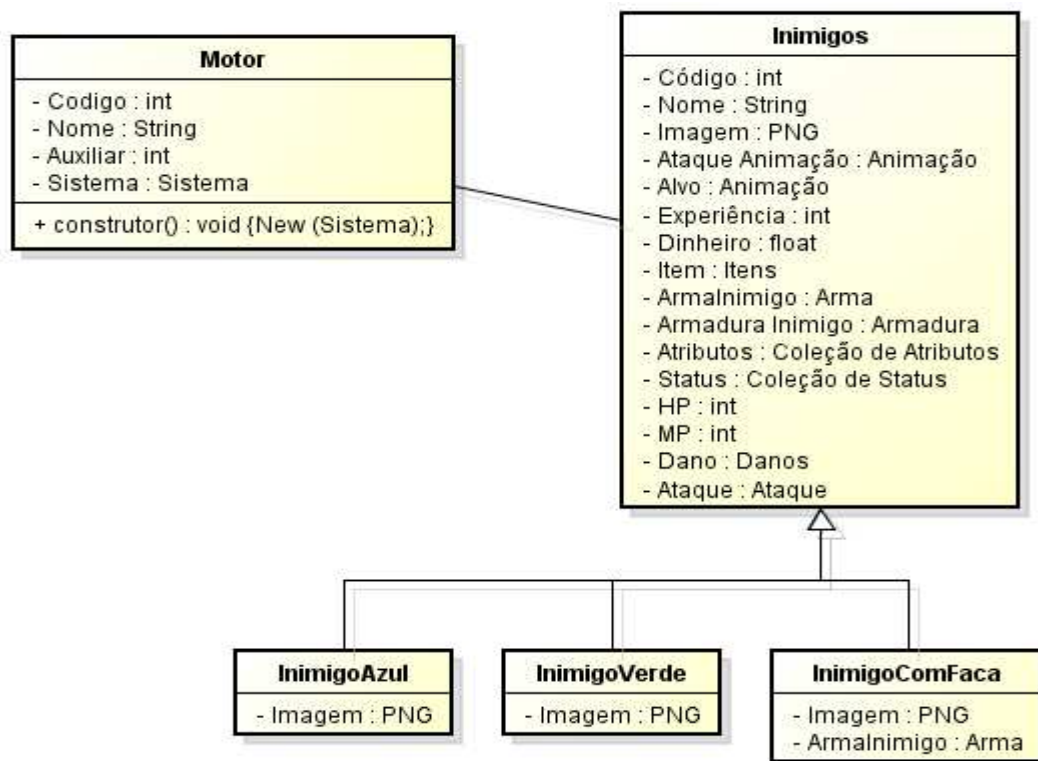 Motor
- Codigo : int
- Nome : String
- Auxiliar : int
- Sistema : Sistema
+ construtor() : void {New (Sistema);}
Inimigos
- Código : int
- Nome : String
- Imagem : PNG
- Ataque Animação : Animação
- Alvo : Animação
- Experiência : int
- Dinheiro : float
- Item : Itens
- ArmaInimigo : Arma
- Armadura Inimigo : Armadura
- Atributos : Coleção de Atributos
- Status : Coleção de Status
- HP : int
- MP : int
- Dano : Danos
- Ataque : Ataque
InimigoAzul
- Imagem : PNG
InimigoVerde
- Imagem : PNG
InimigoComFaca
- Imagem : PNG
- ArmaInimigo : Arma